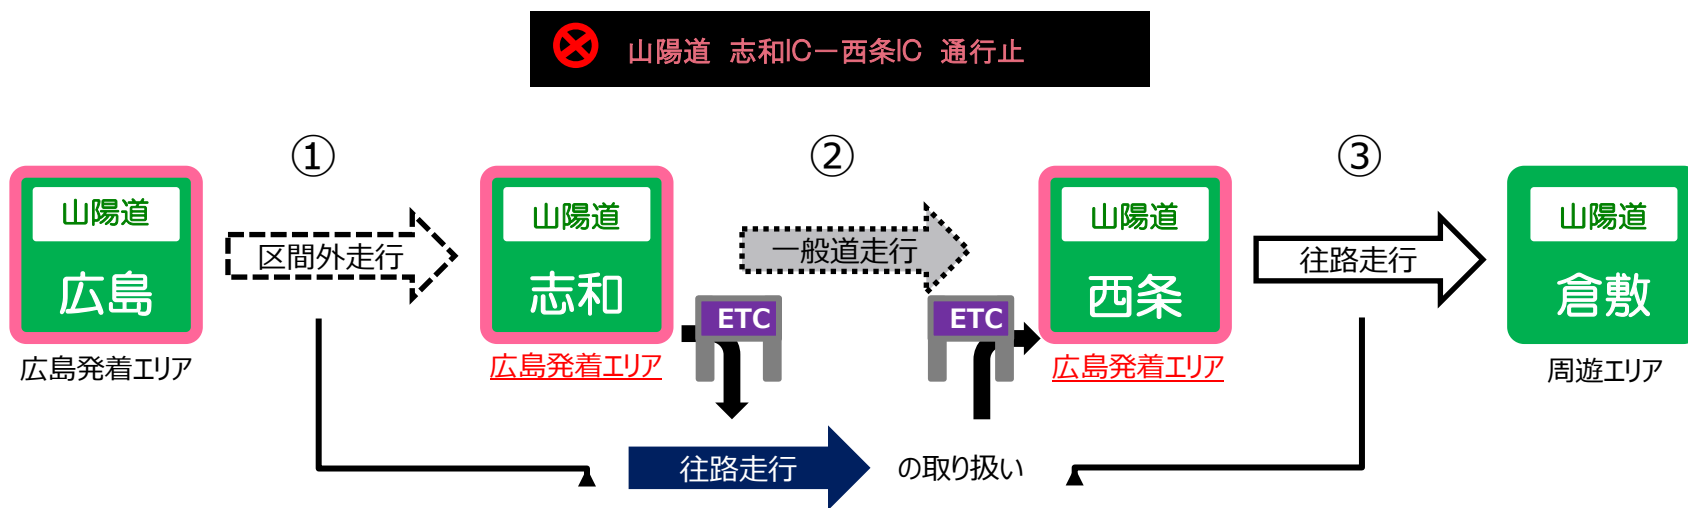 山陽道 志和IC－西条IC 通行止
① ② ③
山陽道
広島
広島発着エリア
区間外走行
山陽道
志和
広島発着エリア
一般道走行
ETC
ETC
山陽道
西条
広島発着エリア
往路走行
山陽道
倉敷
周遊エリア
往路走行 の取り扱い